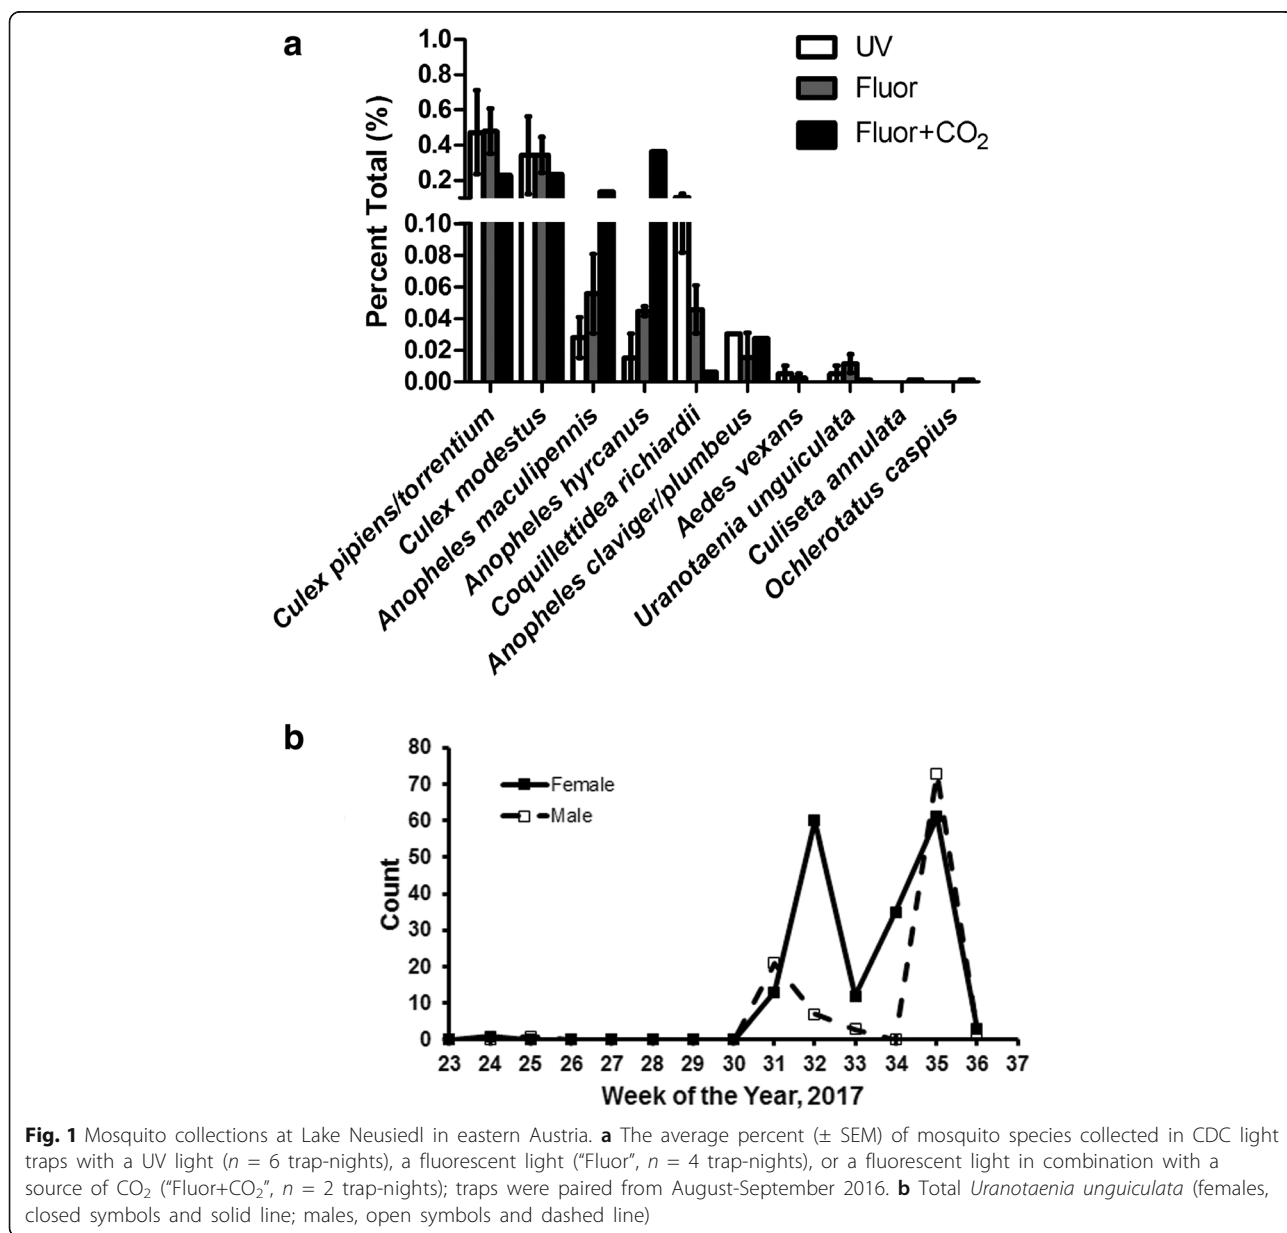 a
1.0
0.8
0.6
0.4
0.2
0.10
0.08
0.06
0.04
0.02
0.00
Percent Total (%)
UV
Fluor
Fluor+CO₂
Culex pipiens/torrentium
Culex modestus
Anopheles maculipennis
Anopheles hyrcanus
Coquillettidea richiardii
Anopheles claviger/plumbeus
Aedes vexans
Uranotaenia unguiculata
Culiseta annulata
Ochlerotatus caspius
b
80
70
60
50
40
30
20
10
0
Count
Female
Male
23 24 25 26 27 28 29 30 31 32 33 34 35 36 37
Week of the Year, 2017
Fig. 1 Mosquito collections at Lake Neusiedl in eastern Austria. a The average percent (± SEM) of mosquito species collected in CDC light
traps with a UV light (n = 6 trap-nights), a fluorescent light (“Fluor”, n = 4 trap-nights), or a fluorescent light in combination with a
source of CO₂ (“Fluor+CO₂”, n = 2 trap-nights); traps were paired from August-September 2016. b Total Uranotaenia unguiculata (females,
closed symbols and solid line; males, open symbols and dashed line)